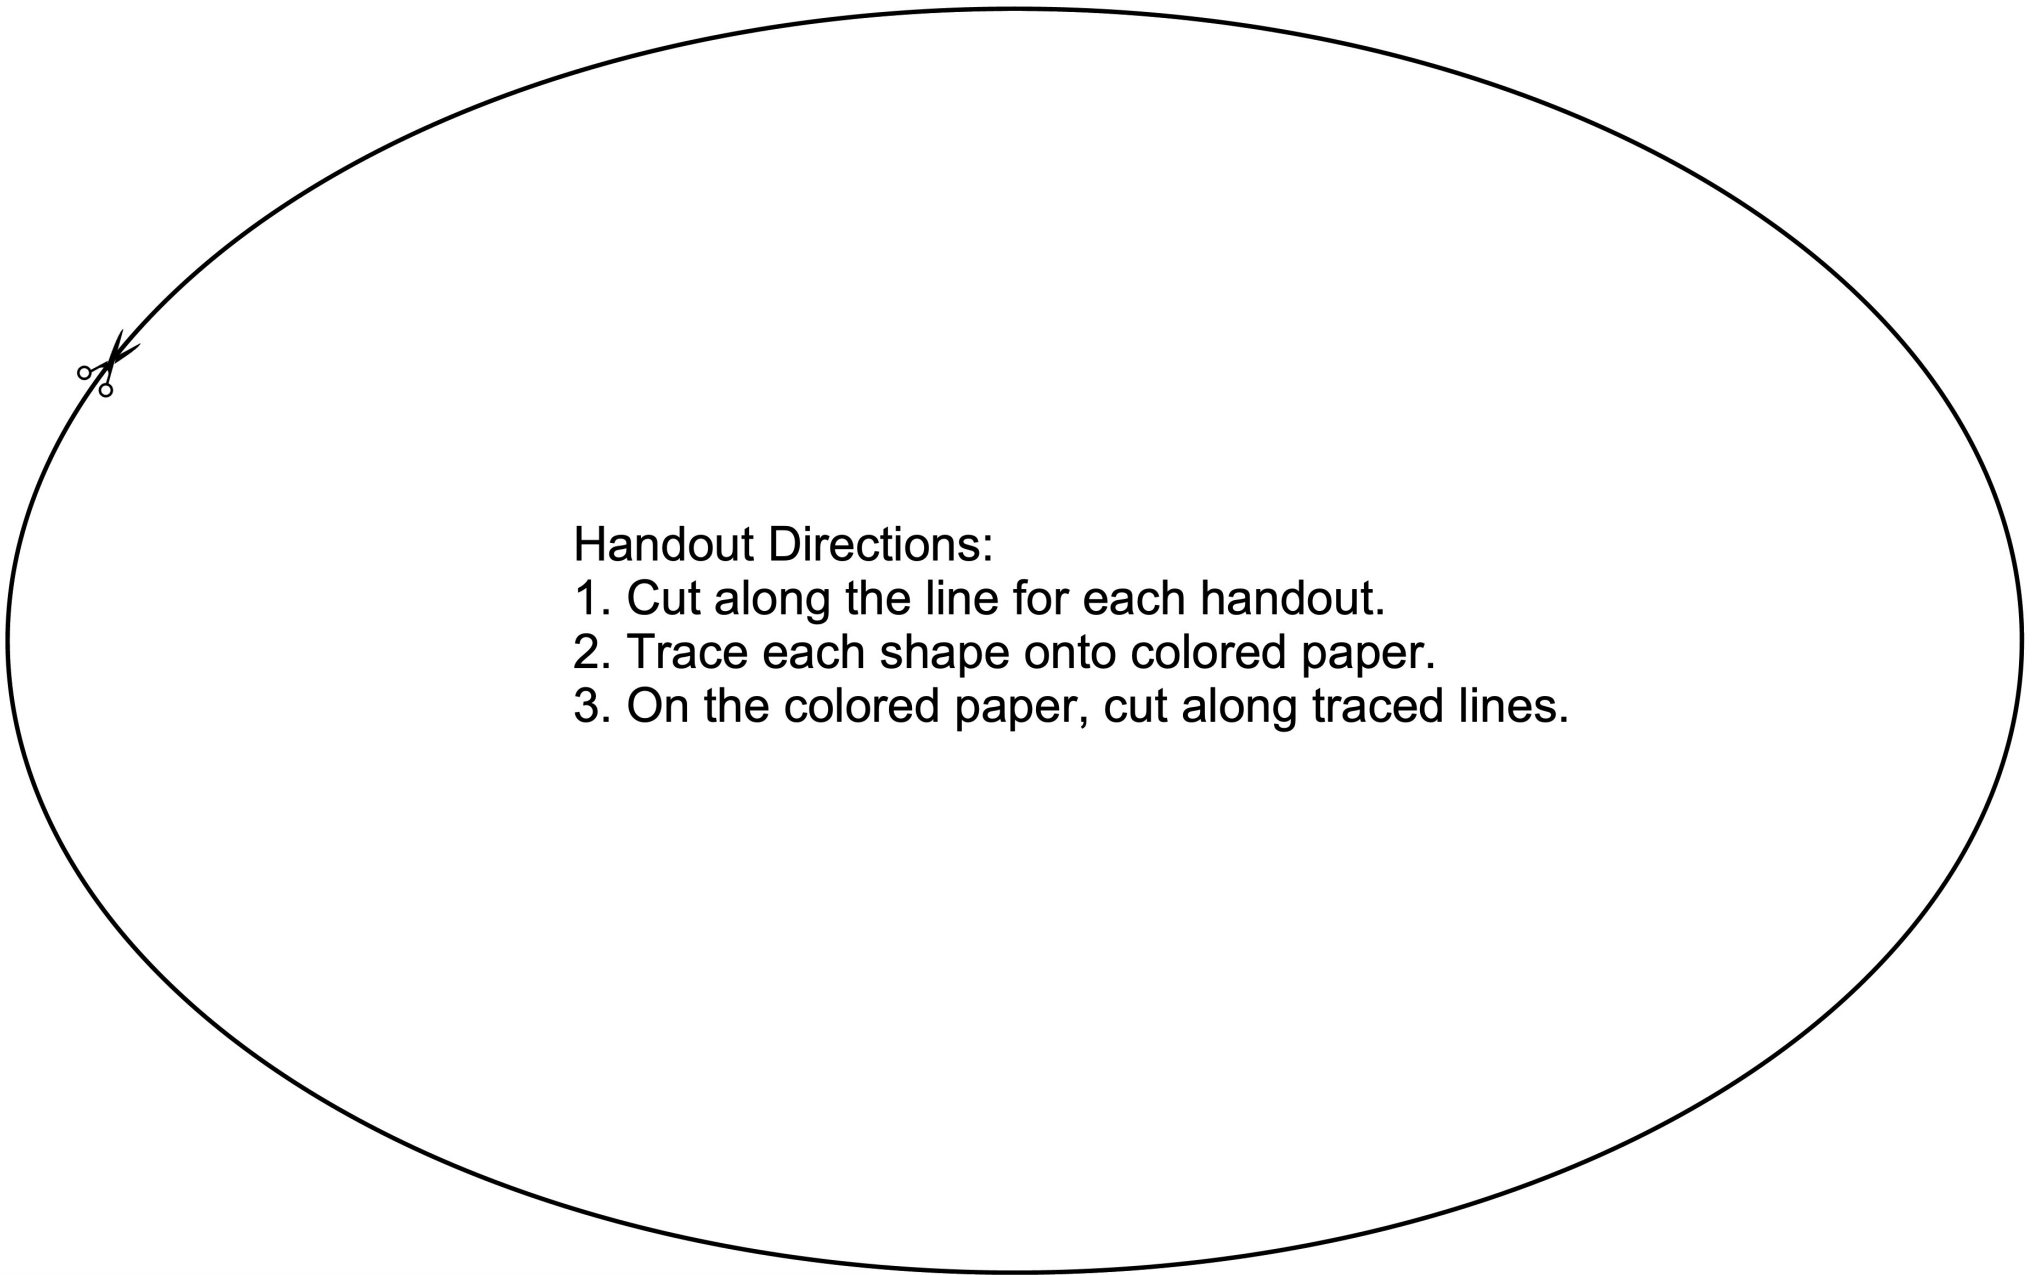 Handout Directions:
1. Cut along the line for each handout.
2. Trace each shape onto colored paper.
3. On the colored paper, cut along traced lines.